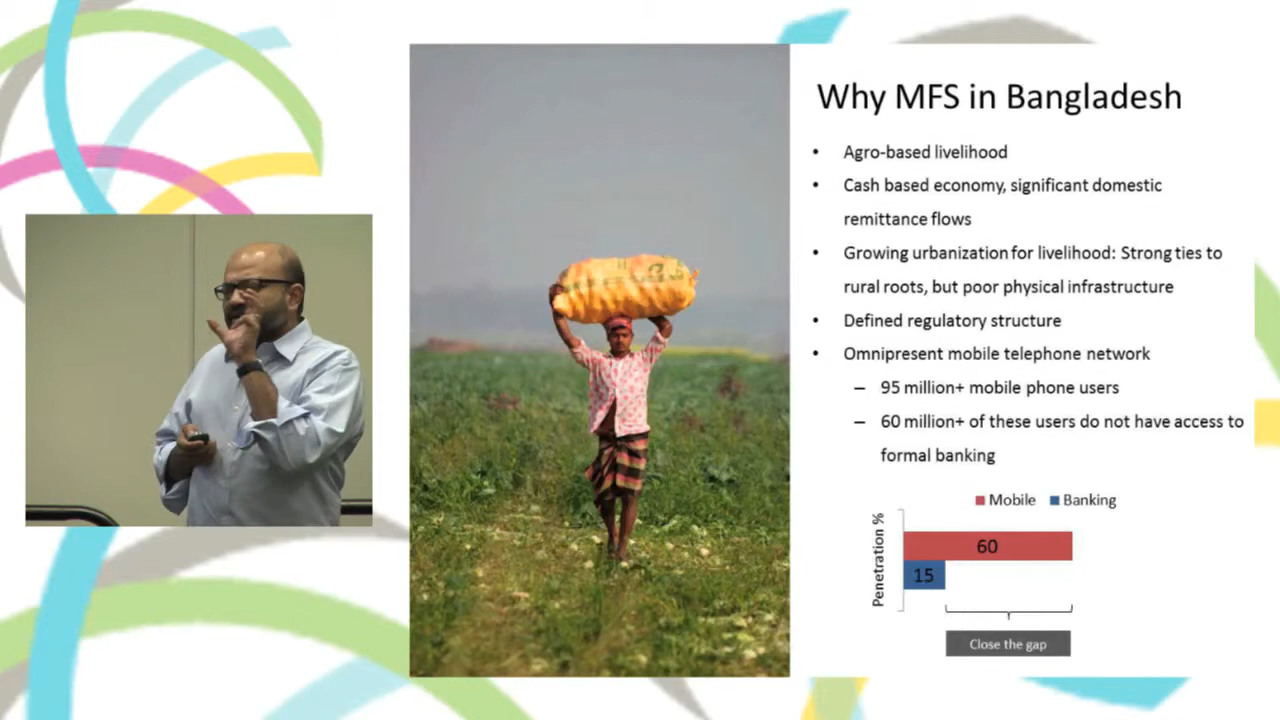 Why MFS in Bangladesh
• Agro-based livelihood
• Cash based economy, significant domestic
remittance flows
• Growing urbanization for livelihood: Strong ties to
rural roots, but poor physical infrastructure
• Defined regulatory structure
• Omnipresent mobile telephone network
– 95 million+ mobile phone users
– 60 million+ of these users do not have access to
formal banking
Mobile Banking
Penetration %
60
15
Close the gap